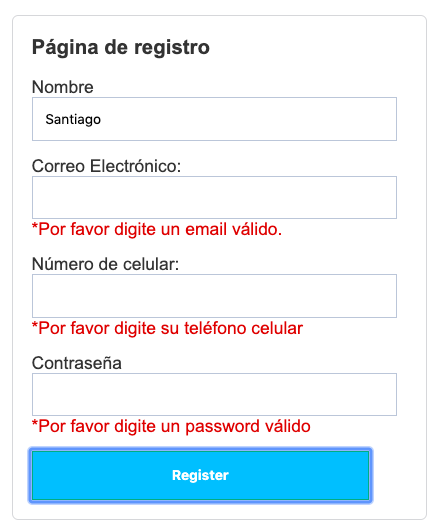 Página de registro
Nombre
Santiago
Correo Electrónico:
*Por favor digite un email válido.
Número de celular:
*Por favor digite su teléfono celular
Contraseña
*Por favor digite un password válido
Register